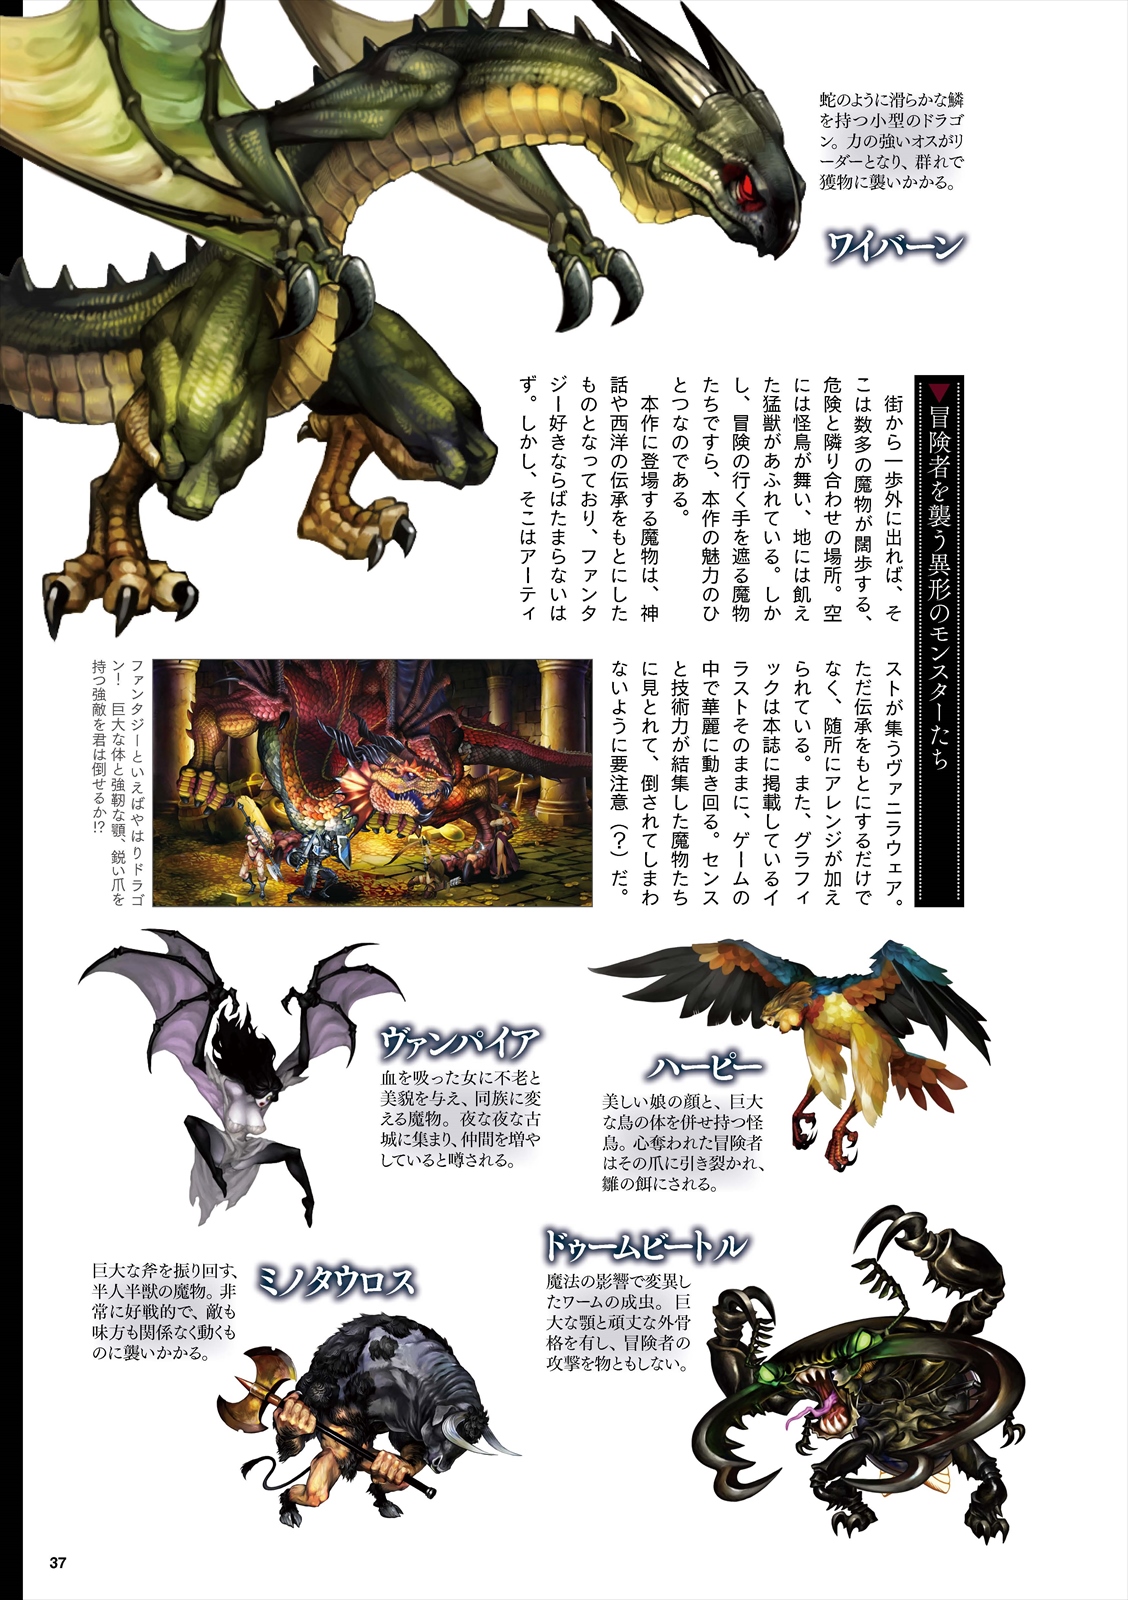 蛇のように滑らかな鱗
を持つ小型のドラゴ
ン。力の強いオスがリ
ーダーとなり、群れで
獲物に襲いかかる。
ワイバーン
▼冒険者を襲う異形のモンスターたち
街から一歩外に出れば、そ
こは数多の魔物が闊歩する、
危険と隣り合わせの場所。空
には怪鳥が舞い、地には飢え
た猛獣があふれている。しか
し、冒険の行く手を遮る魔物
たちですら、本作の魅力のひ
とつなのである。
本作に登場する魔物は、神
話や西洋の伝承をもとにした
ものとなっており、ファンタ
ジー好きならばたまらないは
ず。しかし、そこはアーティ
ストが集うヴァニラウェア。
ただ伝承をもとにするだけで
なく、随所にアレンジが加え
られている。また、グラフィ
ックは本誌に掲載しているイ
ラストそのままに、ゲームの
中で華麗に動き回る。センス
と技術力が結集した魔物たち
に見とれて、倒されてしまわ
ないように要注意（？）だ。
ファンタジーといえばやはりドラゴ
ン！　巨大な体と強靭な顎、鋭い爪を
持つ強敵を君は倒せるか!?
ヴァンパイア
血を吸った女に不老と
美貌を与え、同族に変
える魔物。夜な夜な古
城に集まり、仲間を増や
していると噂される。
ハーピー
美しい娘の顔と、巨大
な鳥の体を併せ持つ怪
鳥。心奪われた冒険者
はその爪に引き裂かれ、
雛の餌にされる。
ミノタウロス
巨大な斧を振り回す、
半人半獣の魔物。非
常に好戦的で、敵も
味方も関係なく動くも
のに襲いかかる。
ドゥームビートル
魔法の影響で変異し
たワームの成虫。巨
大な顎と頑丈な外骨
格を有し、冒険者の
攻撃を物ともしない。
37